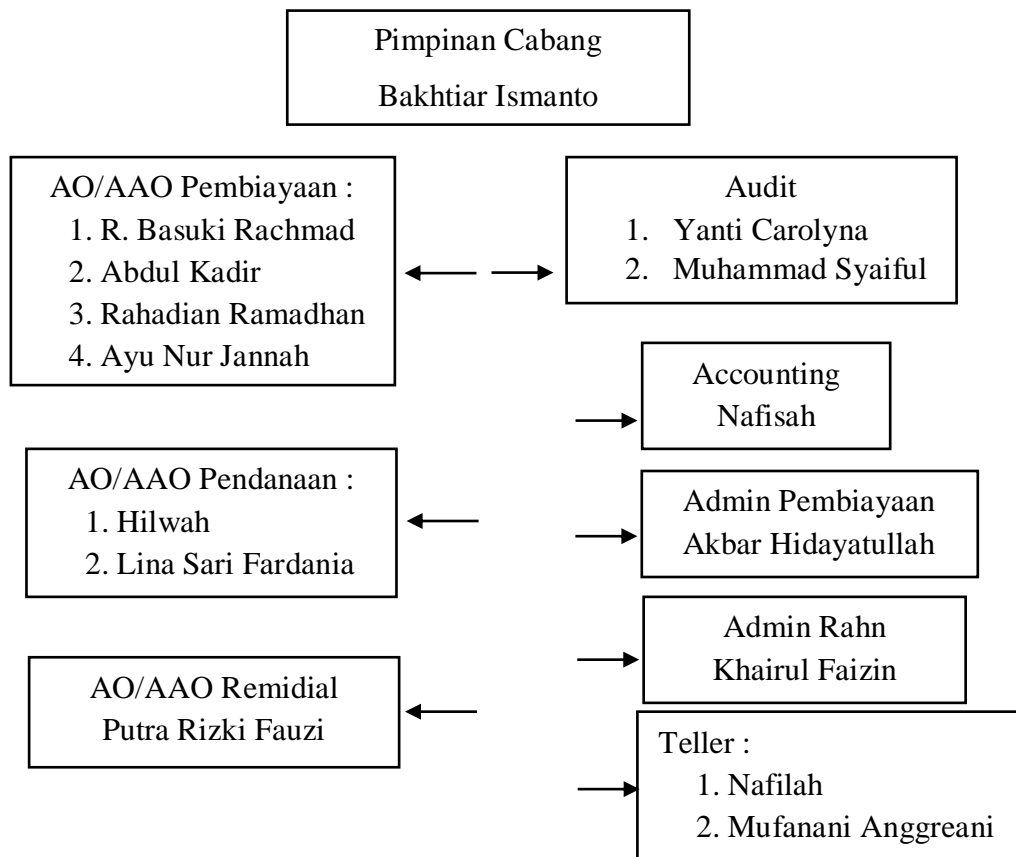 Pimpinan Cabang
Bakhtiar Ismanto
AO/AAO Pembiayaan :
1. R. Basuki Rachmad
2. Abdul Kadir
3. Rahadian Ramadhan
4. Ayu Nur Jannah
Audit
1. Yanti Carolyna
2. Muhammad Syaiful
Accounting
Nafisah
AO/AAO Pendanaan :
1. Hilwah
2. Lina Sari Fardania
Admin Pembiayaan
Akbar Hidayatullah
Admin Rahn
Khairul Faizin
AO/AAO Remidial
Putra Rizki Fauzi
Teller :
1. Nafilah
2. Mufanani Anggreani